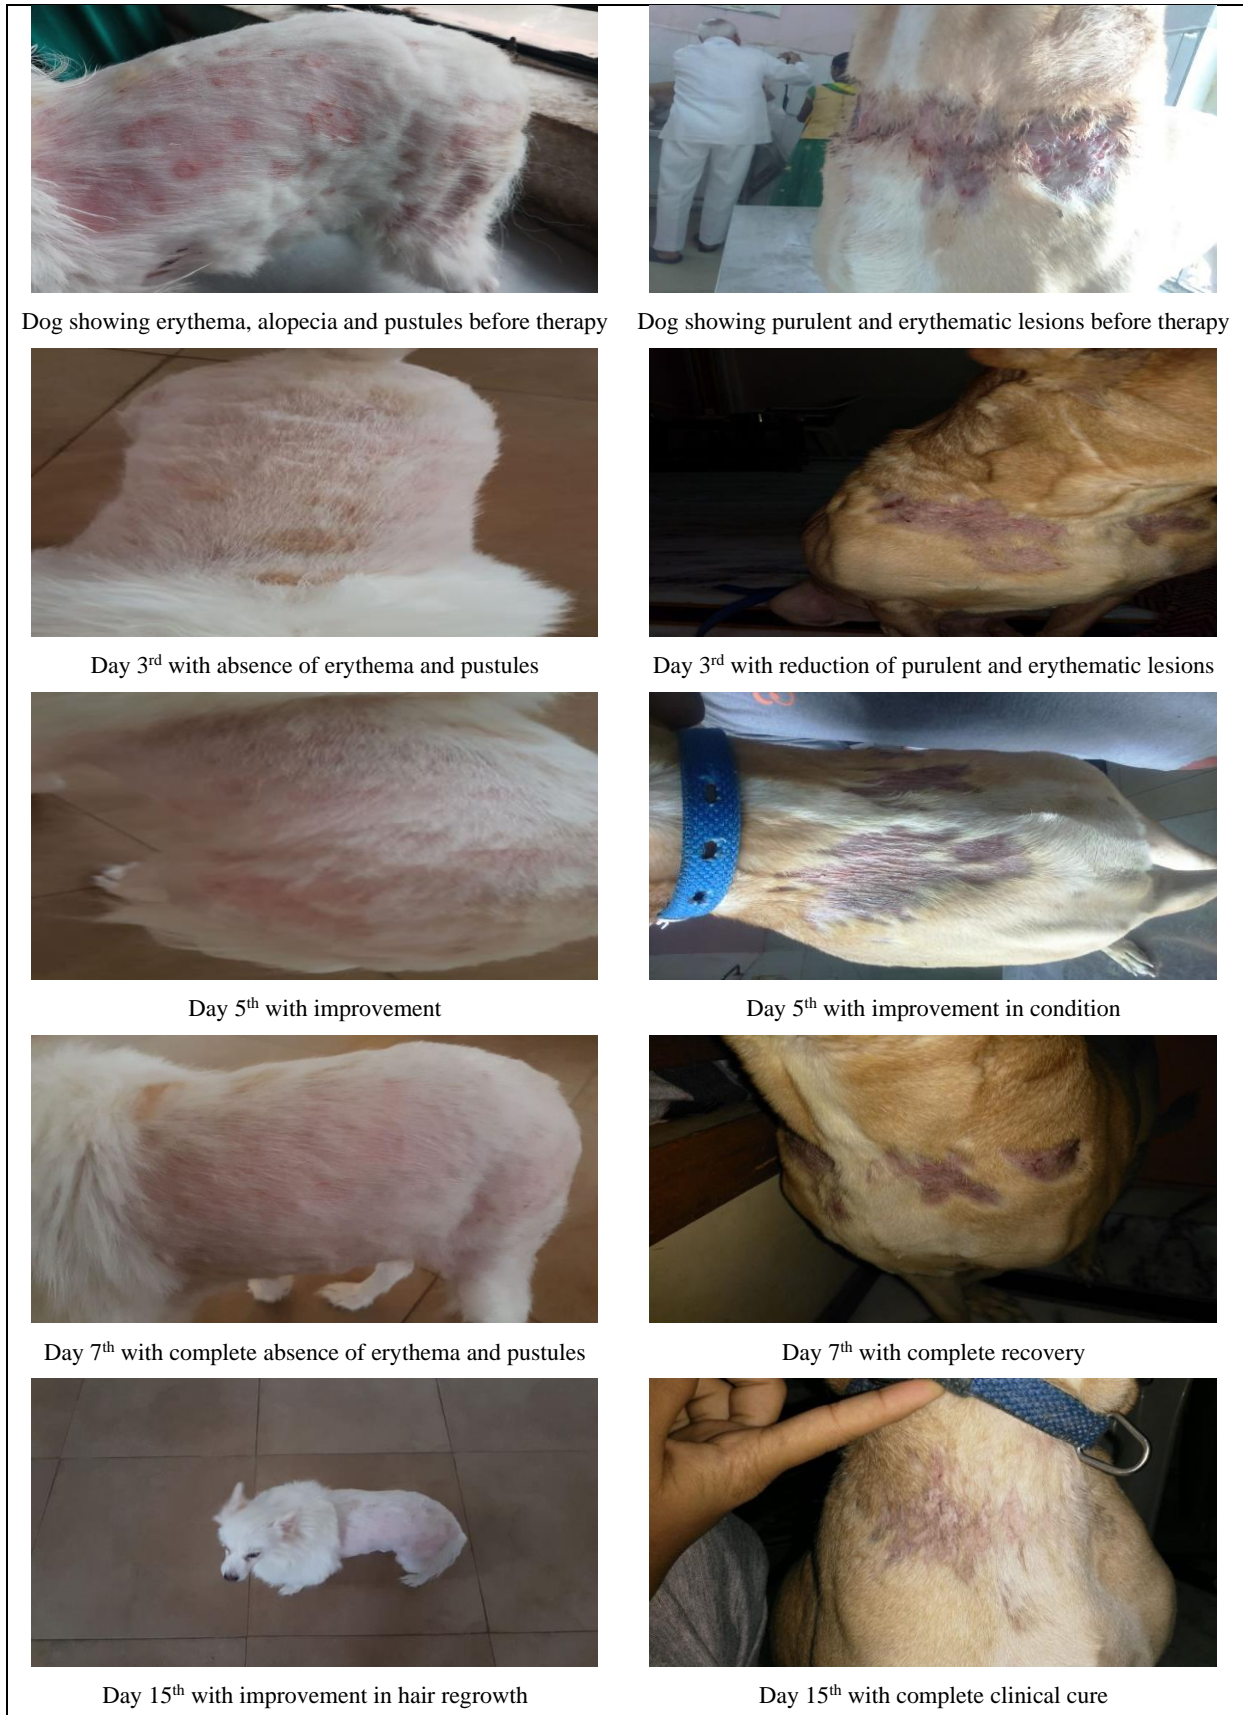 Dog showing erythema, alopecia and pustules before therapy
Dog showing purulent and erythematic lesions before therapy
Day 3rd with absence of erythema and pustules
Day 3rd with reduction of purulent and erythematic lesions
Day 5th with improvement
Day 5th with improvement in condition
Day 7th with complete absence of erythema and pustules
Day 7th with complete recovery
Day 15th with improvement in hair regrowth
Day 15th with complete clinical cure